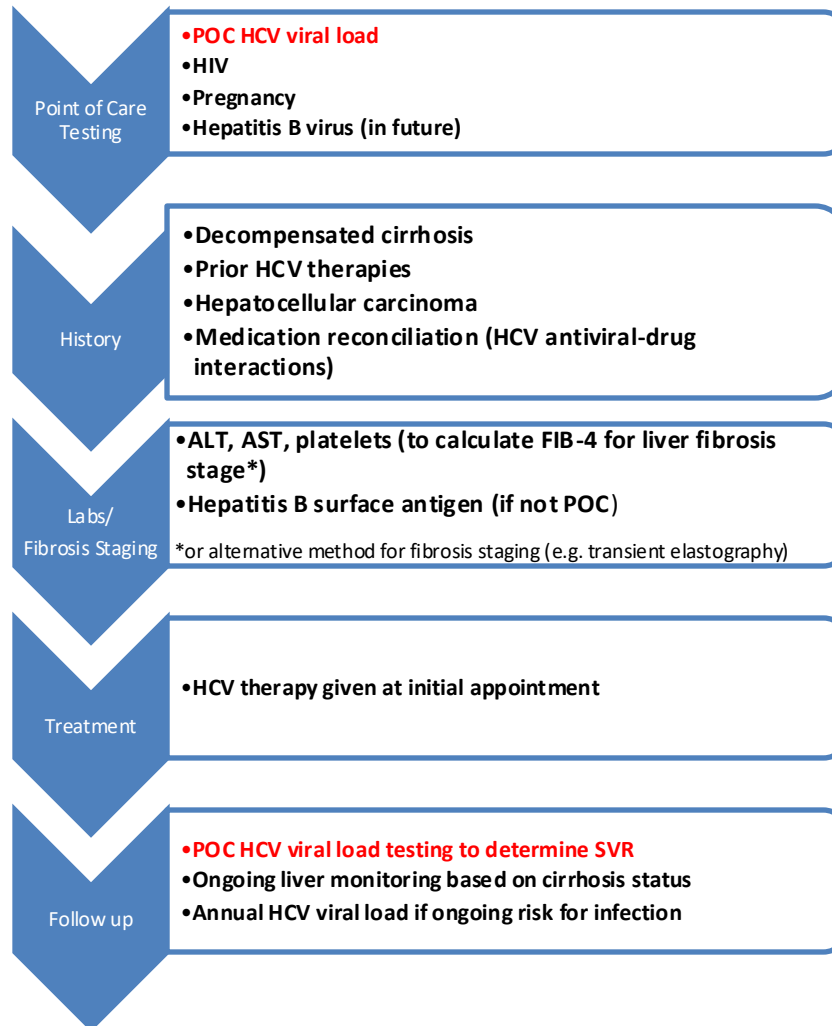 Point of Care
Testing
•POC HCV viral load
•HIV
•Pregnancy
•Hepatitis B virus (in future)
History
•Decompensated cirrhosis
•Prior HCV therapies
•Hepatocellular carcinoma
•Medication reconciliation (HCV antiviral-drug
interactions)
Labs/
Fibrosis Staging
•ALT, AST, platelets (to calculate FIB-4 for liver fibrosis
stage*)
•Hepatitis B surface antigen (if not POC)
*or alternative method for fibrosis staging (e.g. transient elastography)
Treatment
•HCV therapy given at initial appointment
Follow up
•POC HCV viral load testing to determine SVR
•Ongoing liver monitoring based on cirrhosis status
•Annual HCV viral load if ongoing risk for infection